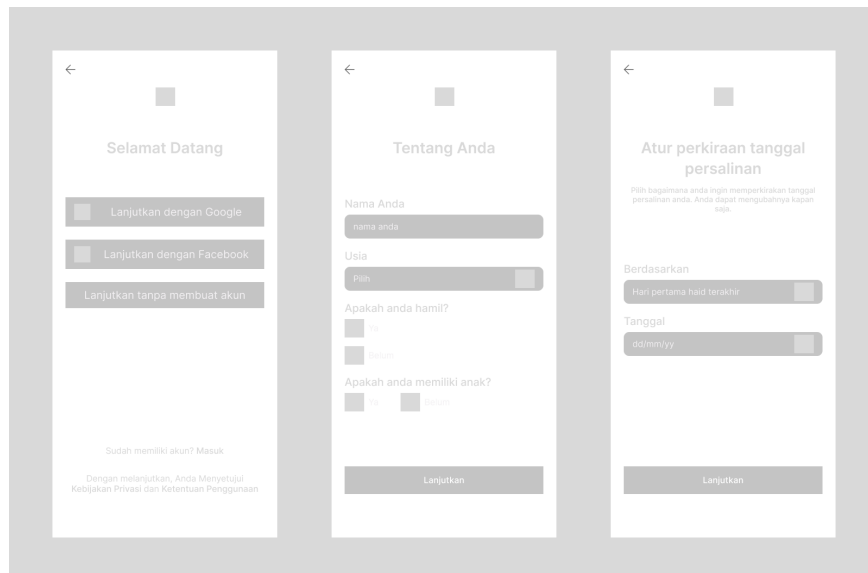 Selamat Datang
Lanjutkan dengan Google
Lanjutkan dengan Facebook
Lanjutkan tanpa membuat akun
Sudah memiliki akun? Masuk
Dengan melanjutkan, Anda Menyetujui
Kebijakan Privasi dan Ketentuan Penggunaan
Tentang Anda
Nama Anda
nama anda
Usia
Pilih
Apakah anda hamil?
Ya
Belum
Apakah anda memiliki anak?
Ya
Belum
Lanjutkan
Atur perkiraan tanggal
persalinan
Pilih bagaimana anda ingin memperkirakan tanggal
persalinan anda. Anda dapat mengubahnya kapan
saja.
Berdasarkan
Hari pertama haid terakhir
Tanggal
dd/mm/yy
Lanjutkan